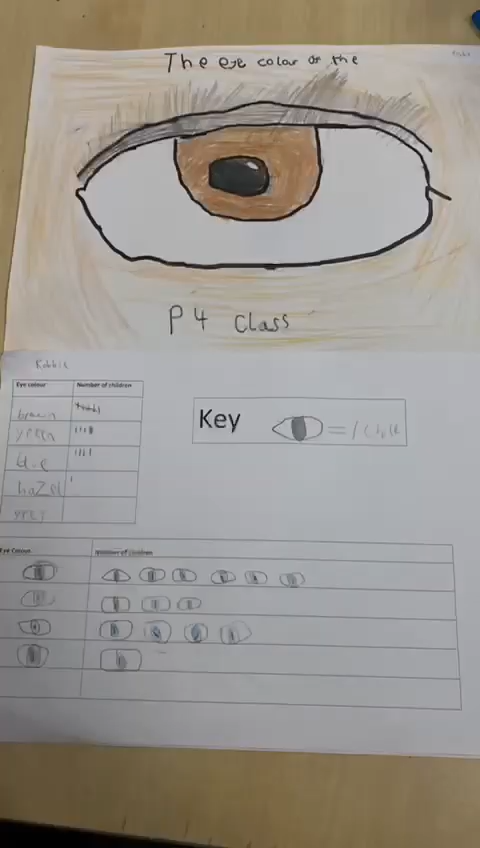 The eye colour of the
P4 Class
Robbie
Eye colour Number of children
brown
green
blue
hazel
grey
Key = 1 child
Eye Colour Number of children